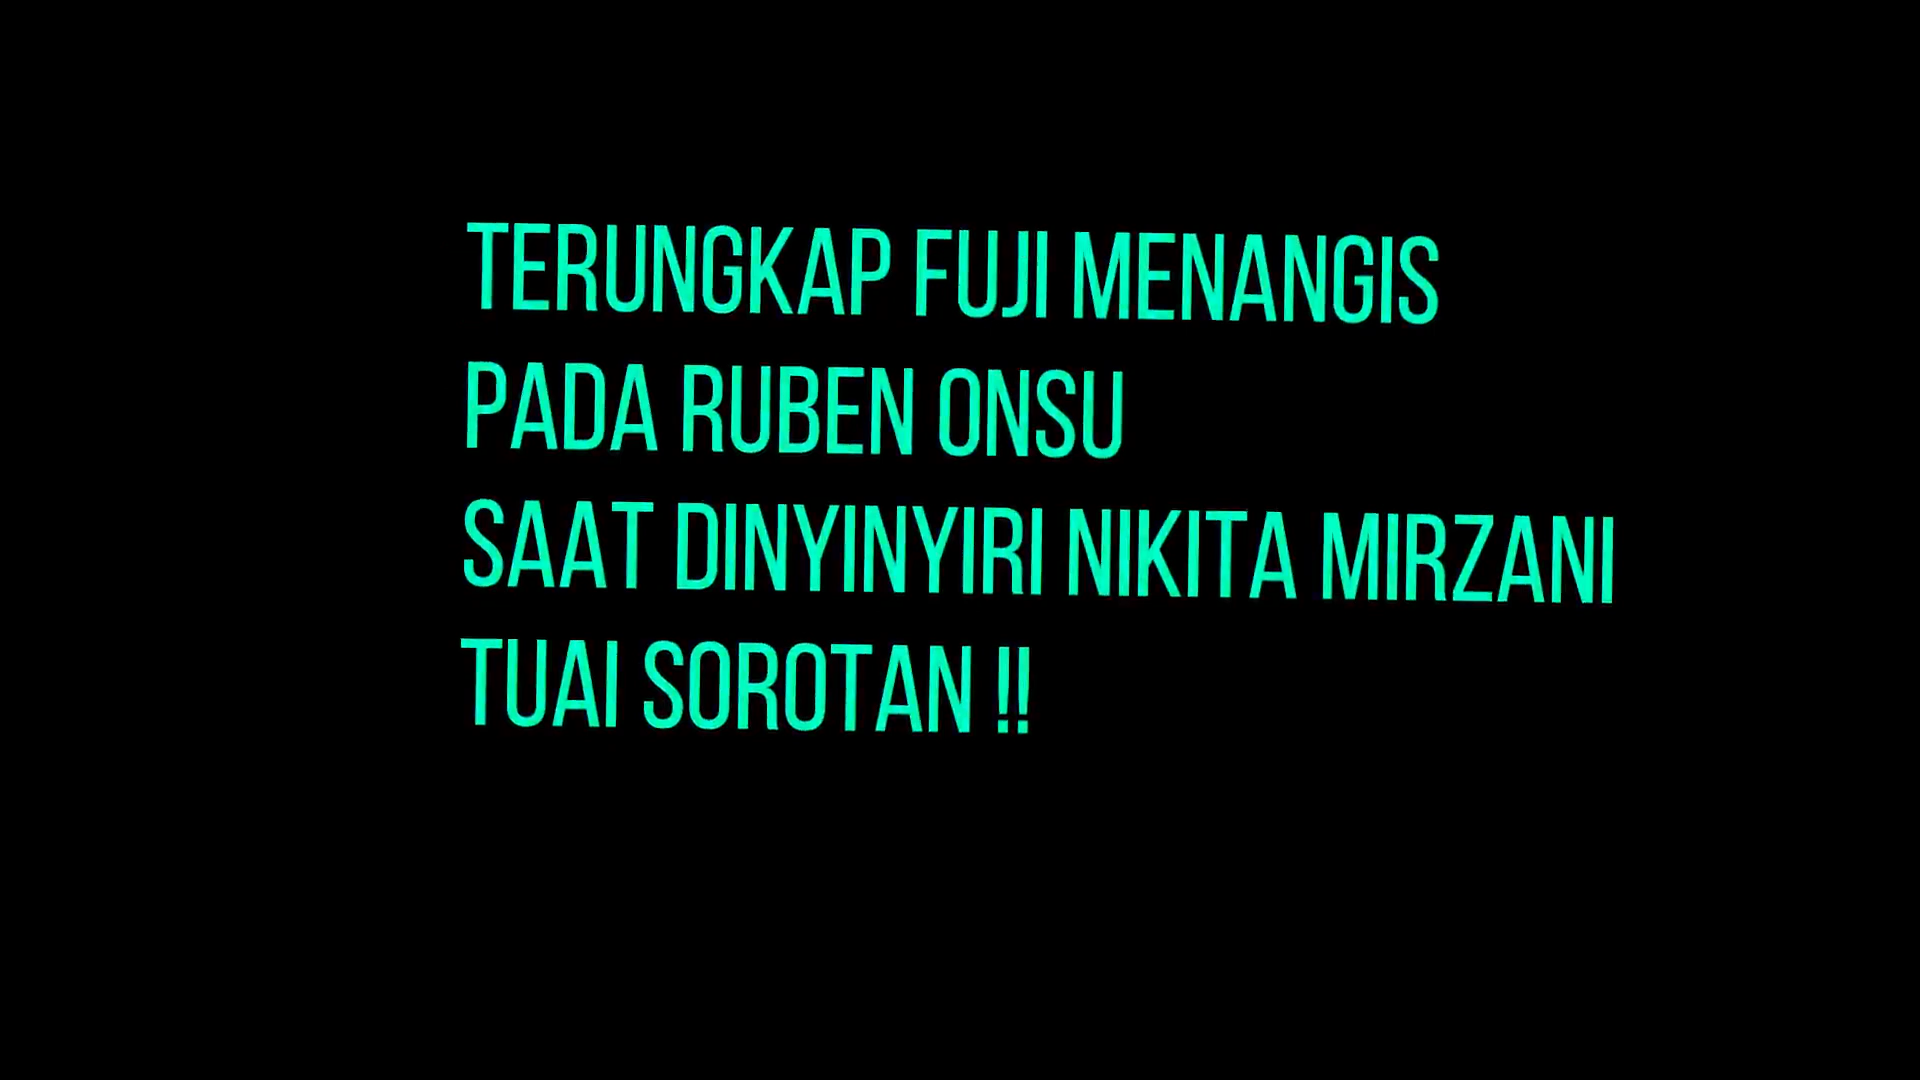 TERUNGKAP FUJI MENANGIS
PADA RUBEN ONSU
SAAT DINYINYIRI NIKITA MIRZANI
TUAI SOROTAN !!